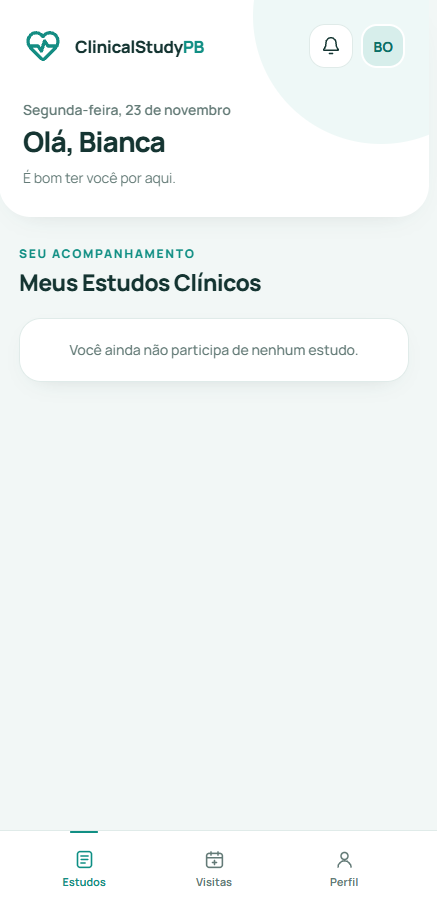 ClinicalStudyPB
BO
Segunda-feira, 23 de novembro
Olá, Bianca
É bom ter você por aqui.
SEU ACOMPANHAMENTO
Meus Estudos Clínicos
Você ainda não participa de nenhum estudo.
Estudos
Visitas
Perfil